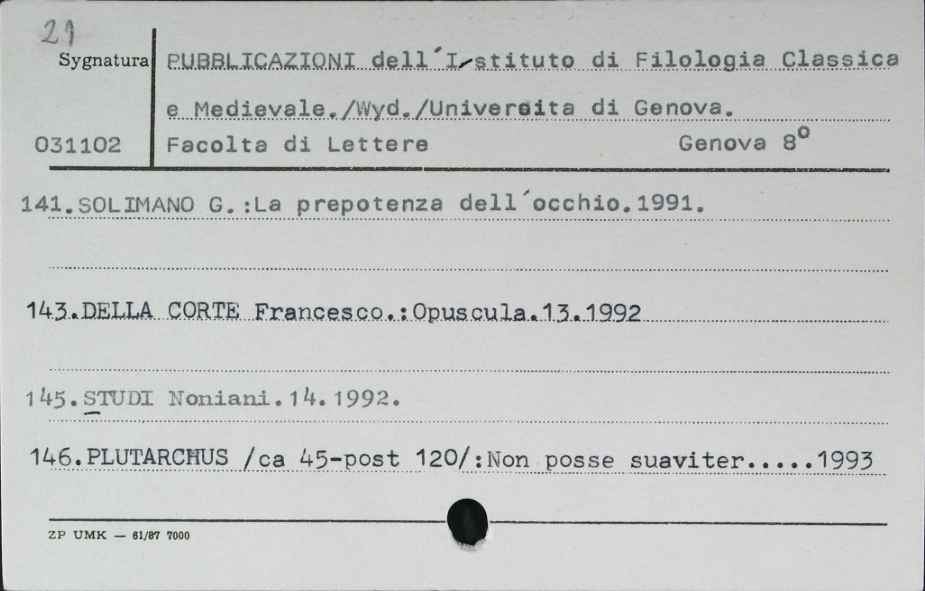 21
Sygnatura PUBBLICAZIONI dell´Istituto di Filologia Classica
e Medievale./Wyd./Universita di Genova.
031102 Facolta di Lettere Genova 8°
141.SOLIMANO G.:La prepotenza dell´occhio.1991.
143.DELLA CORTE Francesco.:Opuscula.13.1992
145.STUDI Noniani.14.1992.
146.PLUTARCHUS /ca 45-post 120/:Non posse suaviter.....1993
ZP UMK — 61/87 7000